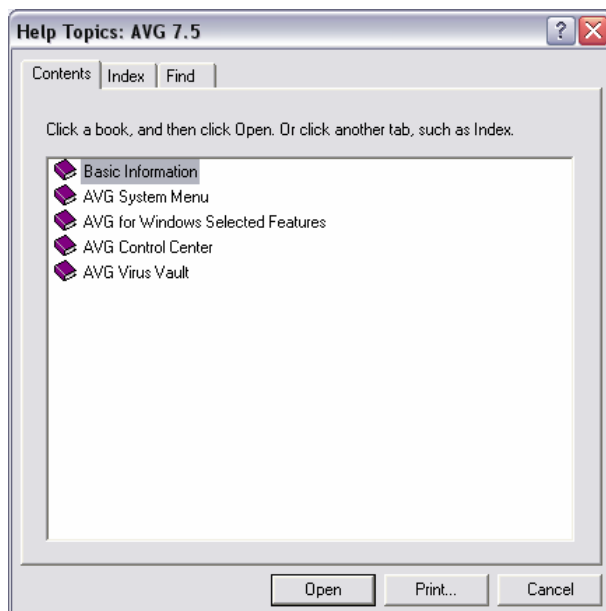 Help Topics: AVG 7.5
Contents Index Find
Click a book, and then click Open. Or click another tab, such as Index.
Basic Information
AVG System Menu
AVG for Windows Selected Features
AVG Control Center
AVG Virus Vault
Open Print... Cancel